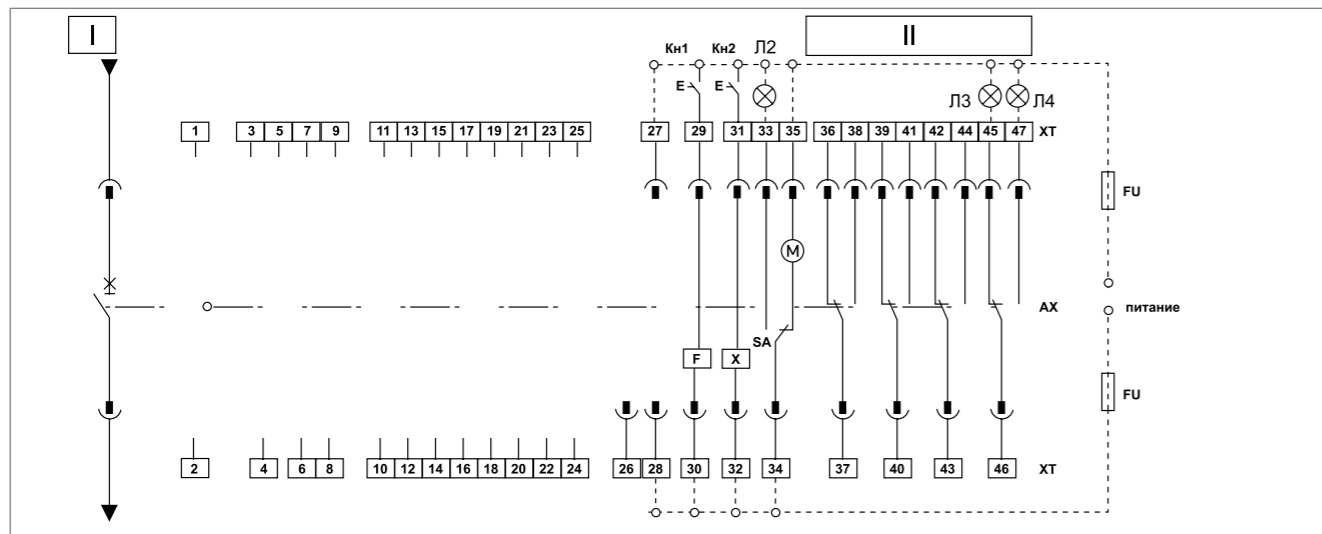 I II
Кн1 Кн2 Л2
E E Л3 Л4
1 3 5 7 9 11 13 15 17 19 21 23 25 27 29 31 33 35 36 38 39 41 42 44 45 47 XT
FU
M
AX питание
SA
F X
FU
2 4 6 8 10 12 14 16 18 20 22 24 26 28 30 32 34 37 40 43 46 XT